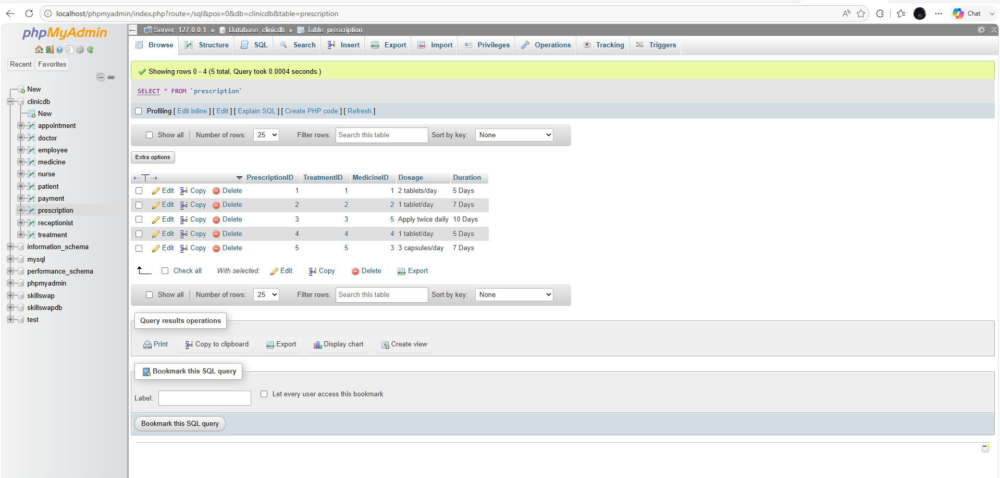 localhost/phpmyadmin/index.php?route=/sql&pos=0&db=clinicdb&table=prescription
Chat
phpMyAdmin
Recent Favorites
New
clinicdb
New
appointment
doctor
employee
medicine
nurse
patient
payment
prescription
receptionist
treatment
information_schema
mysql
performance_schema
phpmyadmin
skillswap
skillswapdb
test
Server: 127.0.0.1 » Database: clinicdb » Table: prescription
Browse Structure SQL Search Insert Export Import Privileges Operations Tracking Triggers
Showing rows 0 - 4 (5 total, Query took 0.0004 seconds.)
SELECT * FROM `prescription`
Profiling [ Edit inline ] [ Edit ] [ Explain SQL ] [ Create PHP code ] [ Refresh ]
Show all | Number of rows: 25 Filter rows: Search this table Sort by key: None
Extra options
PrescriptionID TreatmentID MedicineID Dosage Duration
Edit Copy Delete 1 1 1 2 tablets/day 5 Days
Edit Copy Delete 2 2 2 1 tablet/day 7 Days
Edit Copy Delete 3 3 5 Apply twice daily 10 Days
Edit Copy Delete 4 4 4 1 tablet/day 5 Days
Edit Copy Delete 5 5 3 3 capsules/day 7 Days
Check all With selected: Edit Copy Delete Export
Show all | Number of rows: 25 Filter rows: Search this table Sort by key: None
Query results operations
Print Copy to clipboard Export Display chart Create view
Bookmark this SQL query
Label: Let every user access this bookmark
Bookmark this SQL query